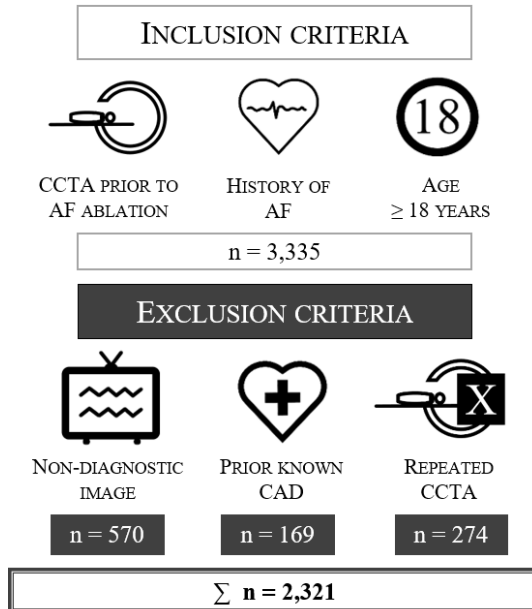 INCLUSION CRITERIA
18
CCTA PRIOR TO AF ABLATION
HISTORY OF AF
AGE ≥ 18 YEARS
n = 3,335
EXCLUSION CRITERIA
X
NON-DIAGNOSTIC IMAGE
PRIOR KNOWN CAD
REPEATED CCTA
n = 570
n = 169
n = 274
∑ n = 2,321